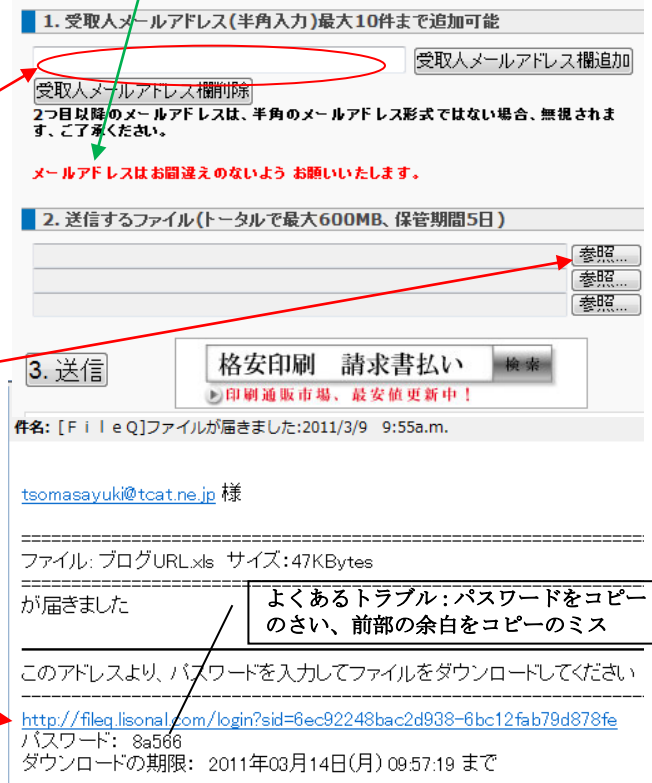 1. 受取人メールアドレス(半角入力)最大10件まで追加可能
受取人メールアドレス欄追加
受取人メールアドレス欄削除
2つ目以降のメールアドレスは、半角のメールアドレス形式ではない場合、無視されま
す、ご了承ください。
メールアドレスはお間違えのないよう お願いいたします。
2. 送信するファイル(トータルで最大600MB、保管期間5日)
参照...
参照...
参照...
3. 送信
格安印刷 請求書払い 検索
印刷通販市場、最安値更新中！
件名: [ＦｉｌｅＱ]ファイルが届きました:2011/3/9 9:55a.m.
tsomasayuki@tcat.ne.jp 様
==============================
ファイル: ブログURL.xls サイズ:47KBytes
==============================
が届きました
よくあるトラブル：パスワードをコピー
のさい、前部の余白をコピーのミス
このアドレスより、パスワードを入力してファイルをダウンロードしてください
------------------------------
http://fileq.lisonal.com/login?sid=6ec92248bac2d938-6bc12fab79d878fe
パスワード: 8a566
ダウンロードの期限: 2011年03月14日(月) 09:57:19 まで